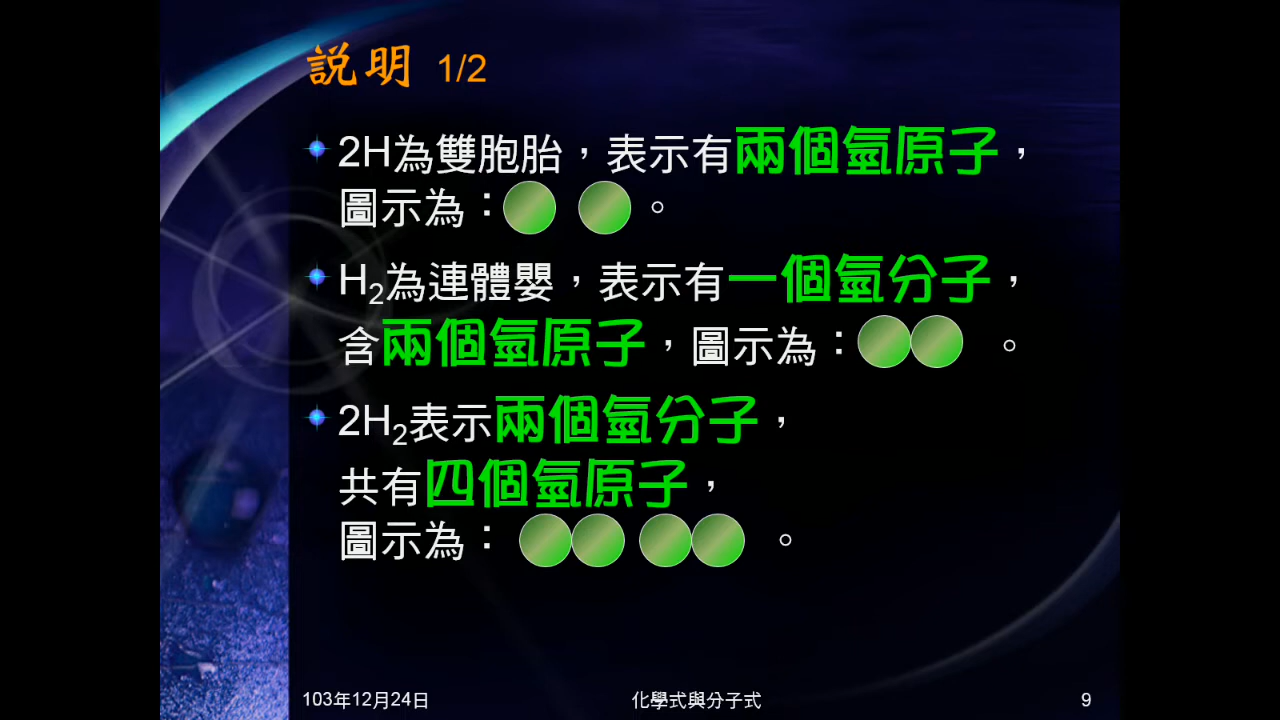 說明 1/2
2H為雙胞胎，表示有兩個氫原子，
圖示為： 。
H₂為連體嬰，表示有一個氫分子，
含兩個氫原子，圖示為： 。
2H₂表示兩個氫分子，
共有四個氫原子，
圖示為： 。
103年12月24日 化學式與分子式 9